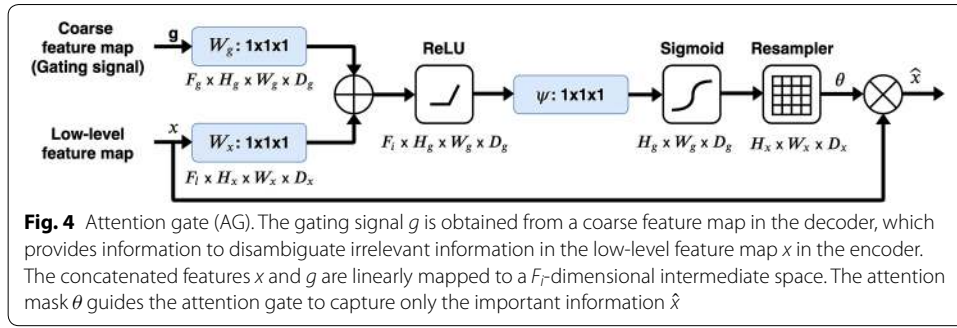 Coarse
feature map
(Gating signal)
g
W_g: 1x1x1
F_g x H_g x W_g x D_g
ReLU
F_i x H_g x W_g x D_g
ψ: 1x1x1
Sigmoid
H_g x W_g x D_g
Resampler
H_x x W_x x D_x
θ
x̂
Low-level
feature map
x
W_x: 1x1x1
F_l x H_x x W_x x D_x
Fig. 4 Attention gate (AG). The gating signal g is obtained from a coarse feature map in the decoder, which
provides information to disambiguate irrelevant information in the low-level feature map x in the encoder.
The concatenated features x and g are linearly mapped to a F_l-dimensional intermediate space. The attention
mask θ guides the attention gate to capture only the important information x̂